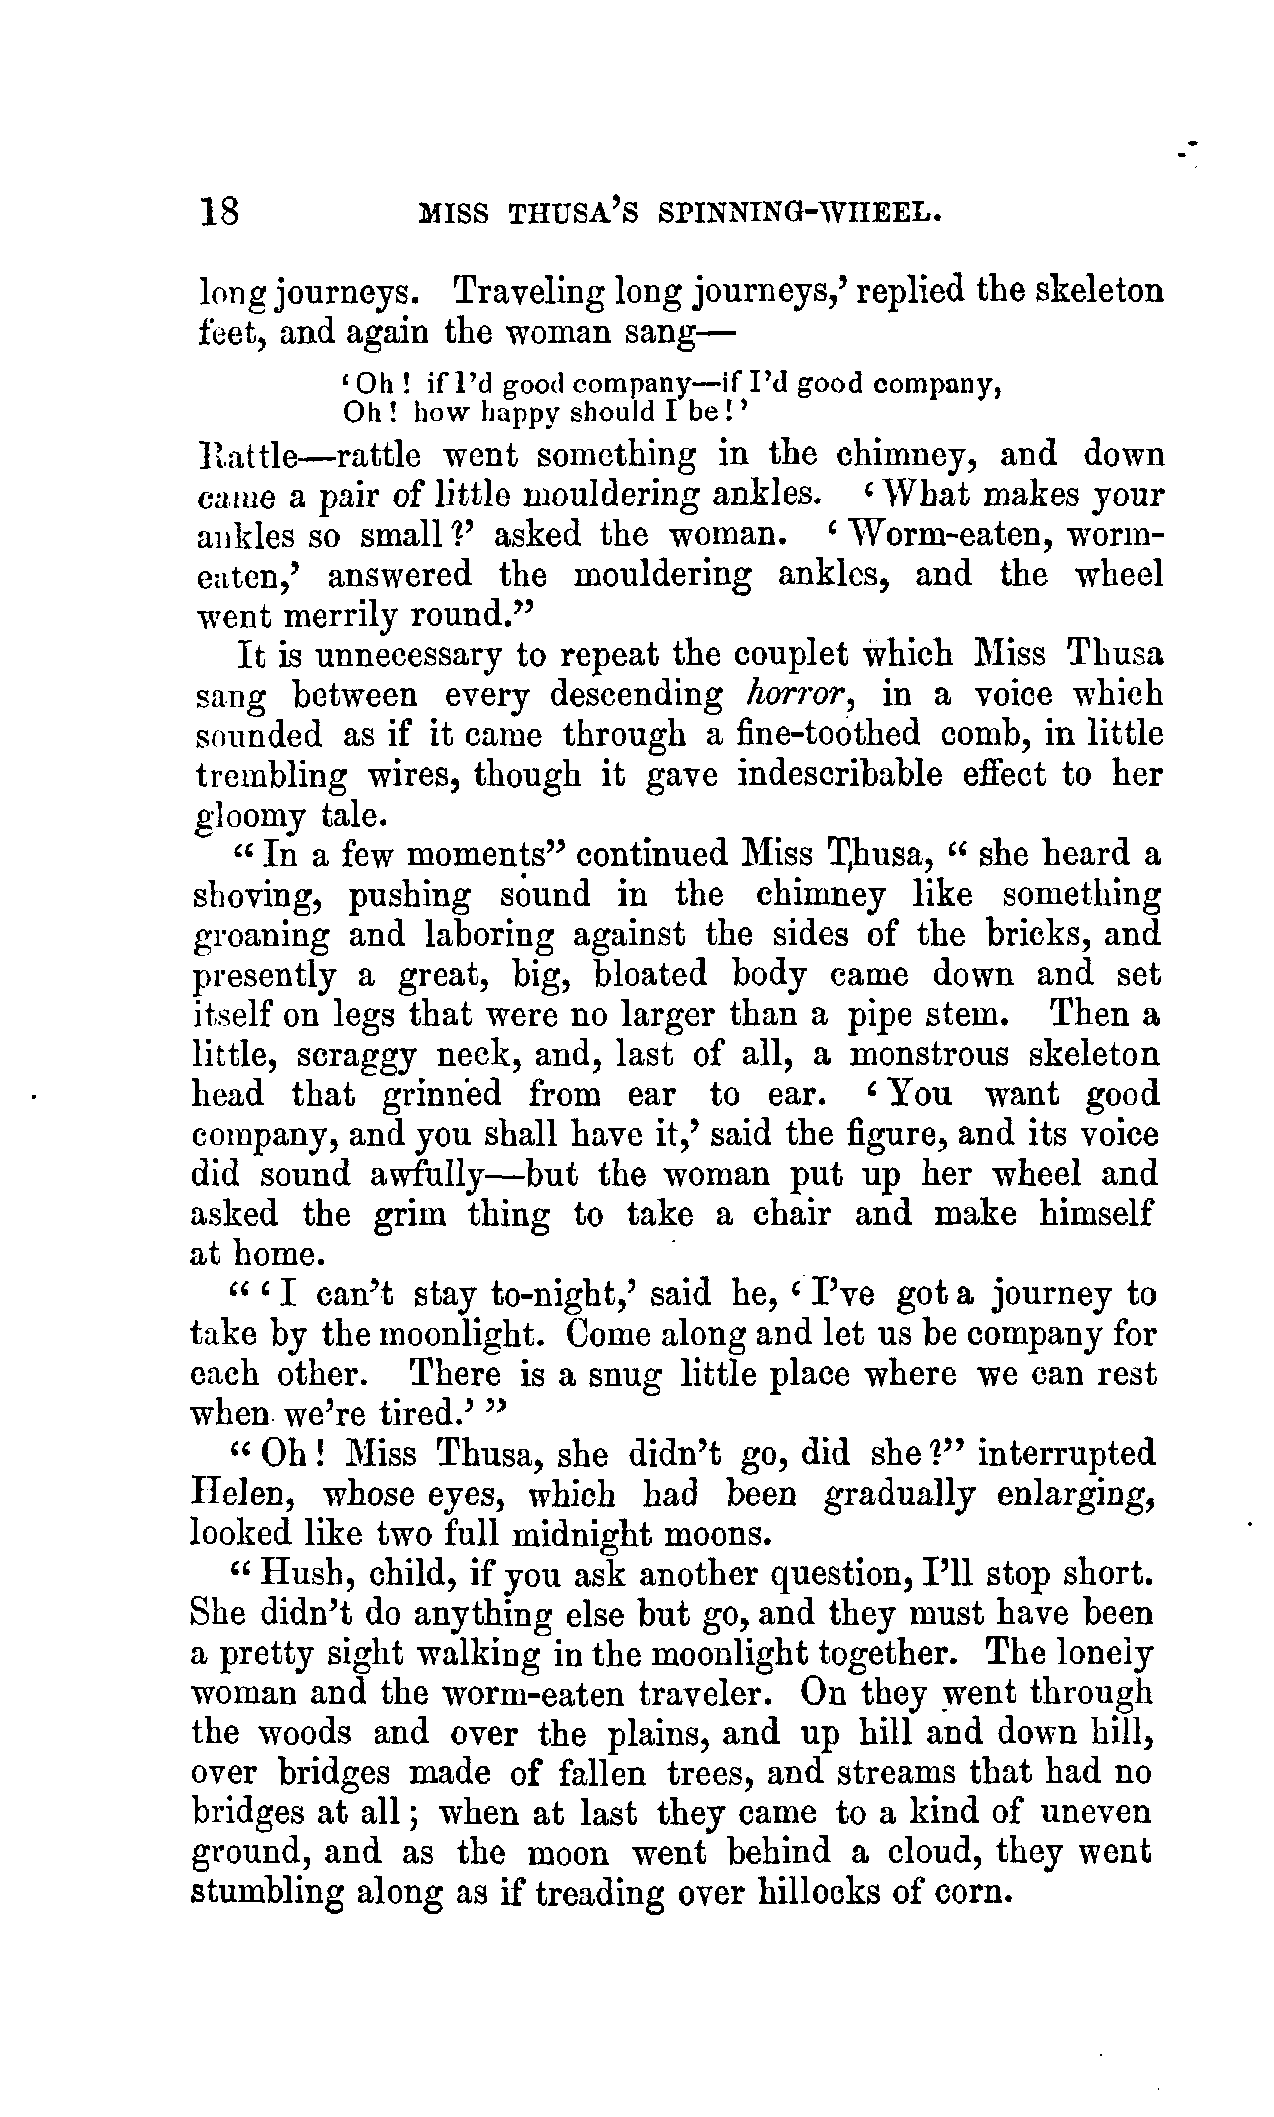 18 MISS THUSA'S SPINNING-WHEEL.
long journeys. Traveling long journeys,' replied the skeleton
feet, and again the woman sang—
'Oh! if I'd good company—if I'd good company,
Oh! how happy should I be!'
Rattle—rattle went something in the chimney, and down
came a pair of little mouldering ankles. 'What makes your
ankles so small?' asked the woman. 'Worm-eaten, worm-
eaten,' answered the mouldering ankles, and the wheel
went merrily round."
It is unnecessary to repeat the couplet which Miss Thusa
sang between every descending horror, in a voice which
sounded as if it came through a fine-toothed comb, in little
trembling wires, though it gave indescribable effect to her
gloomy tale.
"In a few moments" continued Miss Thusa, "she heard a
shoving, pushing sound in the chimney like something
groaning and laboring against the sides of the bricks, and
presently a great, big, bloated body came down and set
itself on legs that were no larger than a pipe stem. Then a
little, scraggy neck, and, last of all, a monstrous skeleton
head that grinned from ear to ear. 'You want good
company, and you shall have it,' said the figure, and its voice
did sound awfully—but the woman put up her wheel and
asked the grim thing to take a chair and make himself
at home.
"'I can't stay to-night,' said he, 'I've got a journey to
take by the moonlight. Come along and let us be company for
each other. There is a snug little place where we can rest
when we're tired.'"
"Oh! Miss Thusa, she didn't go, did she?" interrupted
Helen, whose eyes, which had been gradually enlarging,
looked like two full midnight moons.
"Hush, child, if you ask another question, I'll stop short.
She didn't do anything else but go, and they must have been
a pretty sight walking in the moonlight together. The lonely
woman and the worm-eaten traveler. On they went through
the woods and over the plains, and up hill and down hill,
over bridges made of fallen trees, and streams that had no
bridges at all; when at last they came to a kind of uneven
ground, and as the moon went behind a cloud, they went
stumbling along as if treading over hillocks of corn.